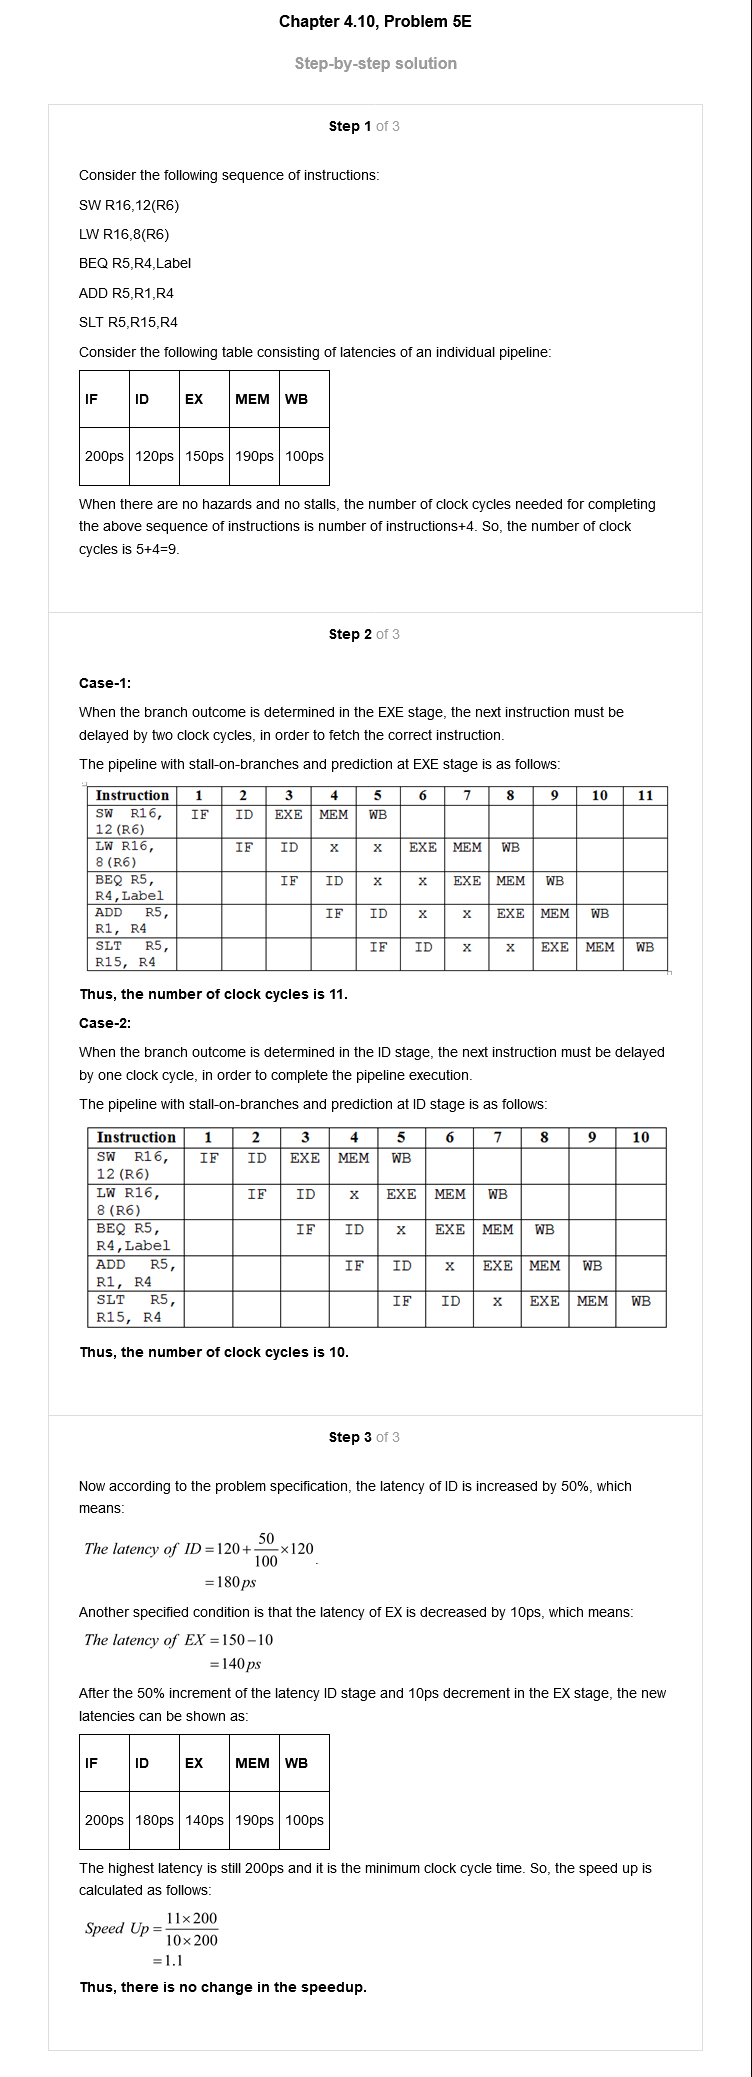 Chapter 4.10, Problem 5E
Step-by-step solution
Step 1 of 3
Consider the following sequence of instructions:
SW R16,12(R6)
LW R16,8(R6)
BEQ R5,R4,Label
ADD R5,R1,R4
SLT R5,R15,R4
Consider the following table consisting of latencies of an individual pipeline:
IF ID EX MEM WB
200ps 120ps 150ps 190ps 100ps
When there are no hazards and no stalls, the number of clock cycles needed for completing
the above sequence of instructions is number of instructions+4. So, the number of clock
cycles is 5+4=9.
Step 2 of 3
Case-1:
When the branch outcome is determined in the EXE stage, the next instruction must be
delayed by two clock cycles, in order to fetch the correct instruction.
The pipeline with stall-on-branches and prediction at EXE stage is as follows:
Instruction 1 2 3 4 5 6 7 8 9 10 11
SW R16, IF ID EXE MEM WB
12(R6)
LW R16, IF ID x x EXE MEM WB
8(R6)
BEQ R5, IF ID x x EXE MEM WB
R4,Label
ADD R5, IF ID x x EXE MEM WB
R1, R4
SLT R5, IF ID x x EXE MEM WB
R15, R4
Thus, the number of clock cycles is 11.
Case-2:
When the branch outcome is determined in the ID stage, the next instruction must be delayed
by one clock cycle, in order to complete the pipeline execution.
The pipeline with stall-on-branches and prediction at ID stage is as follows:
Instruction 1 2 3 4 5 6 7 8 9 10
SW R16, IF ID EXE MEM WB
12(R6)
LW R16, IF ID x EXE MEM WB
8(R6)
BEQ R5, IF ID x EXE MEM WB
R4,Label
ADD R5, IF ID x EXE MEM WB
R1, R4
SLT R5, IF ID x EXE MEM WB
R15, R4
Thus, the number of clock cycles is 10.
Step 3 of 3
Now according to the problem specification, the latency of ID is increased by 50%, which
means:
The latency of ID = 120 + 50/100 × 120 .
= 180 ps
Another specified condition is that the latency of EX is decreased by 10ps, which means:
The latency of EX = 150 − 10
= 140 ps
After the 50% increment of the latency ID stage and 10ps decrement in the EX stage, the new
latencies can be shown as:
IF ID EX MEM WB
200ps 180ps 140ps 190ps 100ps
The highest latency is still 200ps and it is the minimum clock cycle time. So, the speed up is
calculated as follows:
Speed Up = 11×200/10×200
= 1.1
Thus, there is no change in the speedup.